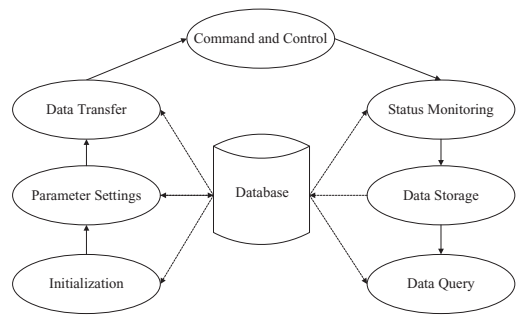 Command and Control
Data Transfer
Status Monitoring
Parameter Settings
Database
Data Storage
Initialization
Data Query